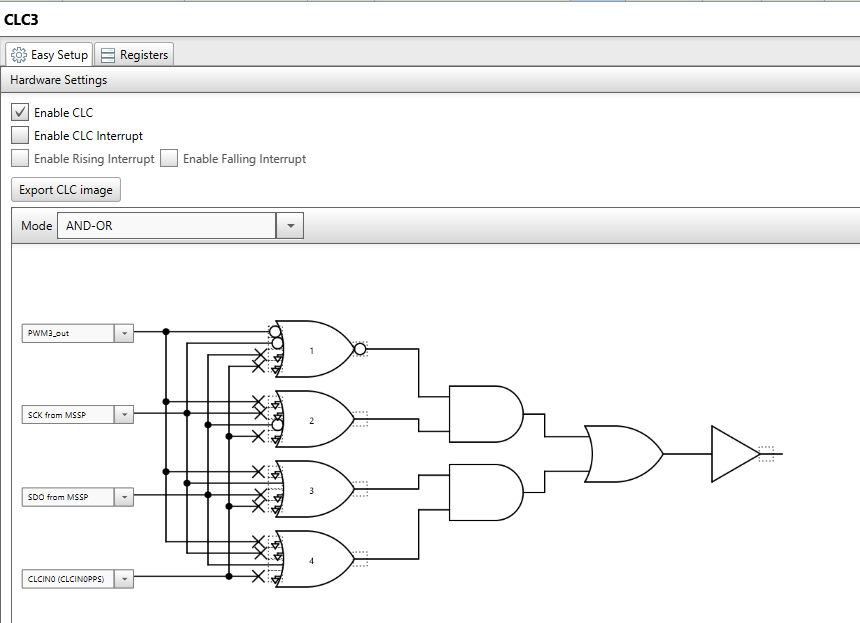 CLC3
Easy Setup
Registers
Hardware Settings
Enable CLC
Enable CLC Interrupt
Enable Rising Interrupt
Enable Falling Interrupt
Export CLC image
Mode
AND-OR
PWM3_out
1
SCK from MSSP
2
SDO from MSSP
3
CLCIN0 (CLCIN0PPS)
4